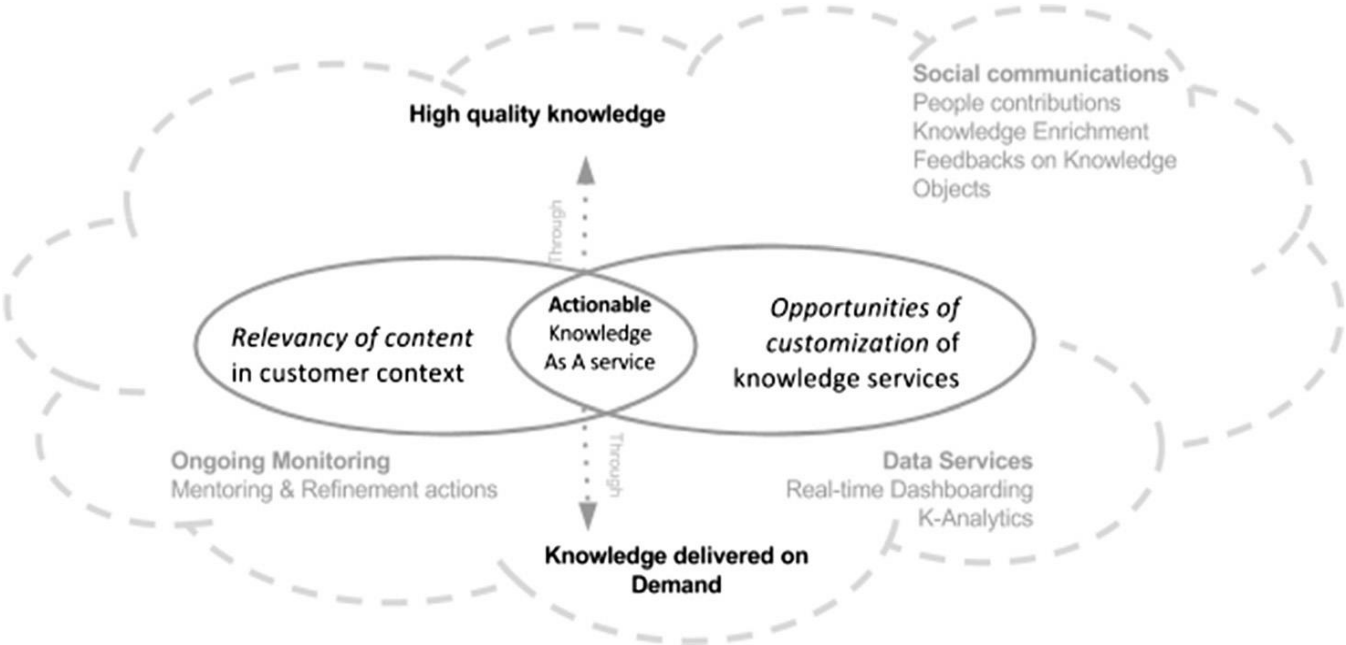 Social communications
People contributions
Knowledge Enrichment
Feedbacks on Knowledge
Objects
High quality knowledge
Through
Relevancy of content
in customer context
Actionable
Knowledge
As A service
Opportunities of
customization of
knowledge services
Through
Ongoing Monitoring
Mentoring & Refinement actions
Data Services
Real-time Dashboarding
K-Analytics
Knowledge delivered on
Demand